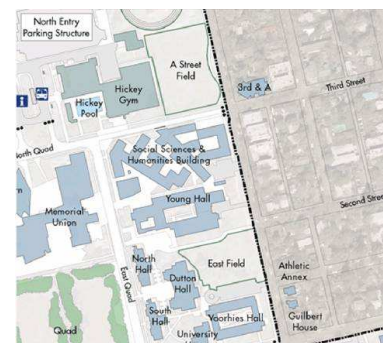 North Entry
Parking Structure
A Street
Field
3rd & A
Third Street
Hickey
Gym
Hickey
Pool
North Quad
Social Sciences &
Humanities Building
Young Hall
Second Stre
Memorial
Union
North
Hall
East Quad
Dutton
Hall
East Field
Athletic
Annex
South
Hall
Voorhies Hall
Guilbert
House
Quad
University